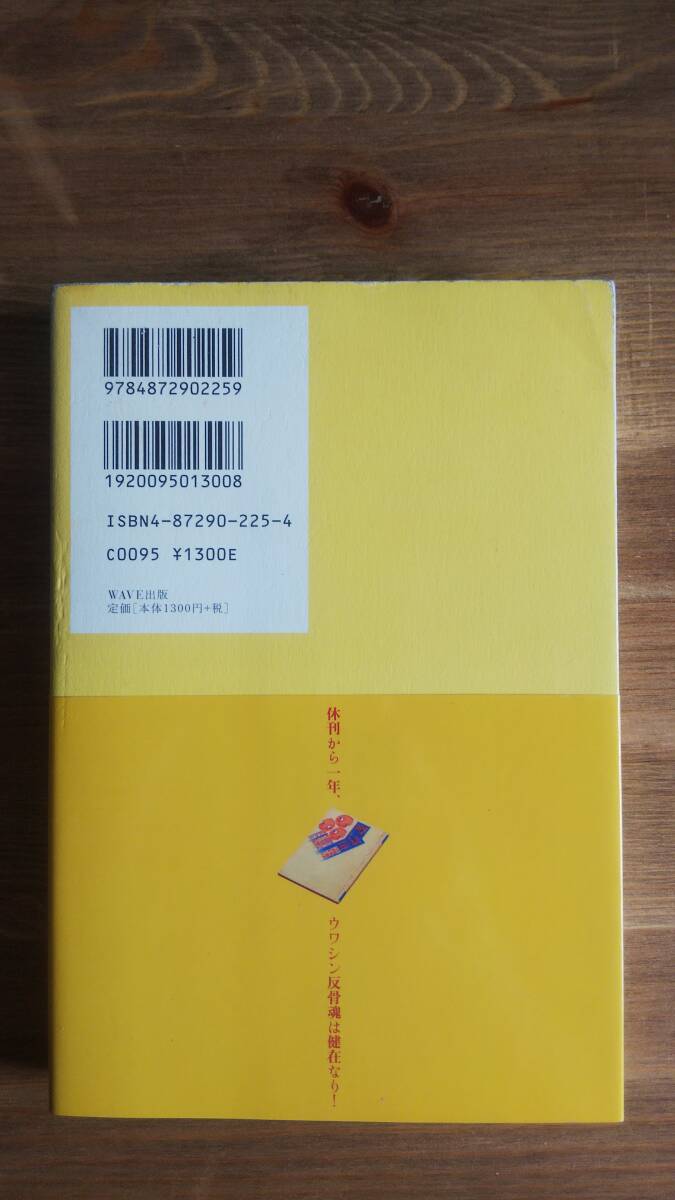 9784872902259
1920095013008
ISBN4-87290-225-4
C0095 ¥1300E
WAVE出版
定価[本体1300円+税]
休刊から一年、
ウワシン反骨魂は健在なり!